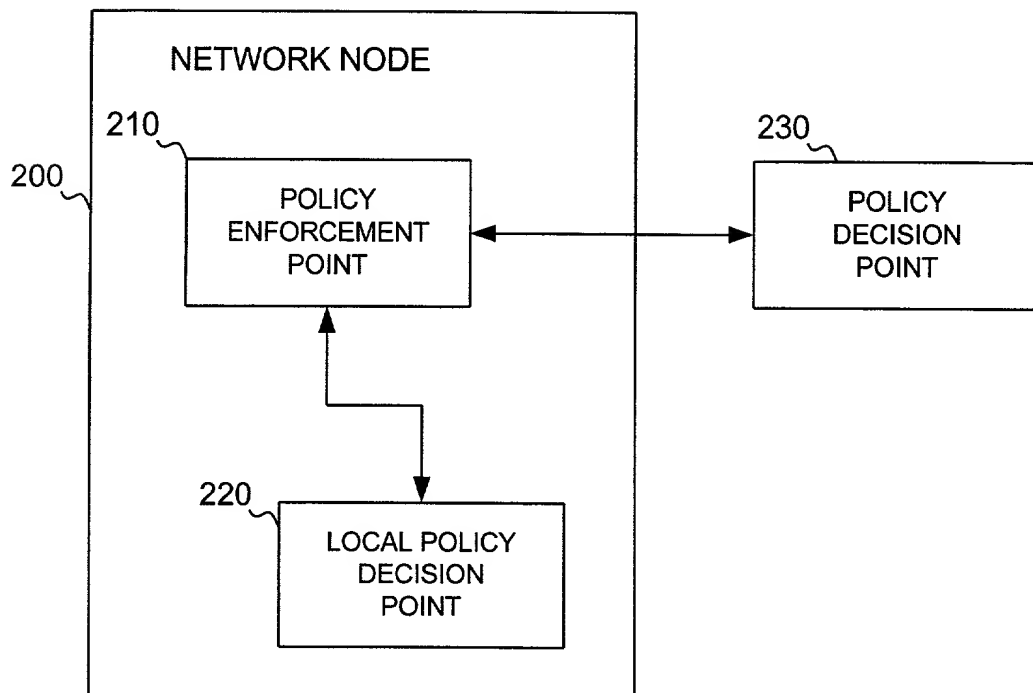 NETWORK NODE
210
230
200
POLICY
ENFORCEMENT
POINT
POLICY
DECISION
POINT
220
LOCAL POLICY
DECISION
POINT